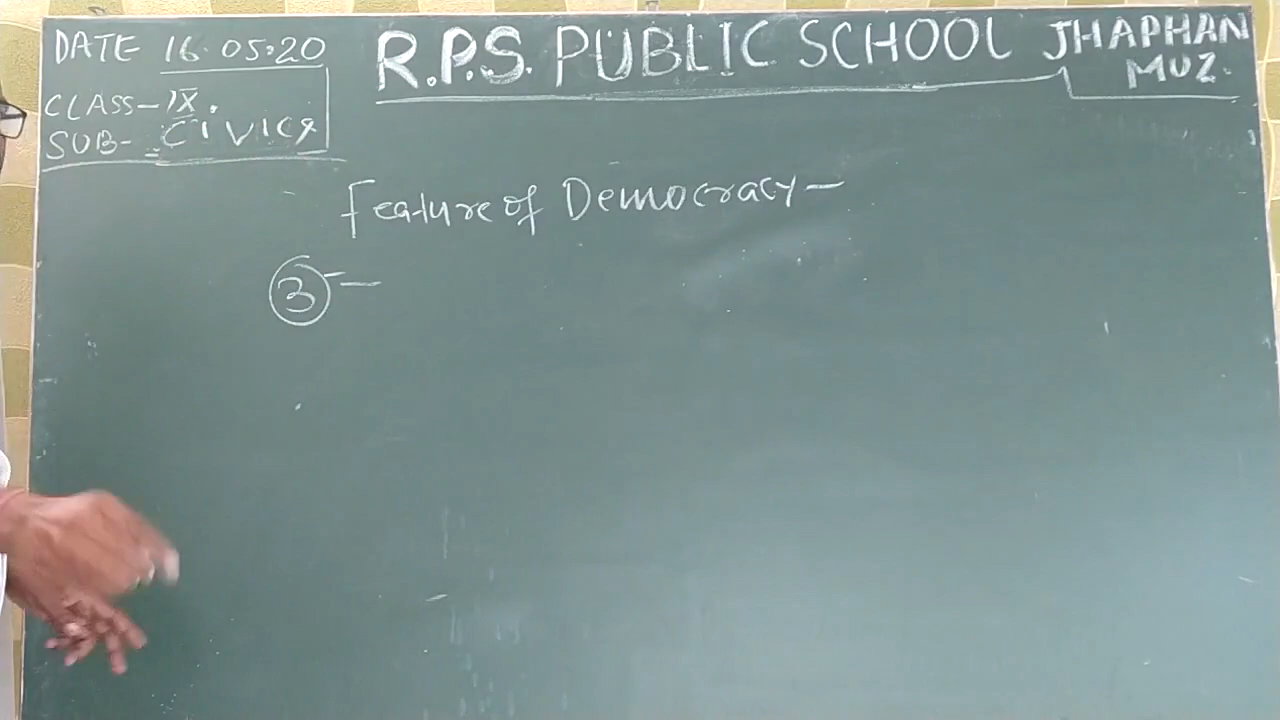 DATE 16.05.20
R.P.S. PUBLIC SCHOOL JHAPHAN
MUZ.
CLASS-IX.
SUB- CIVICS
Feature of Democracy-
3 -